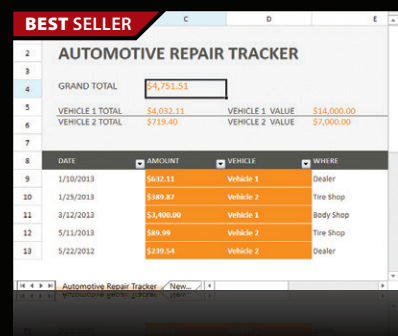 BEST SELLER
C D E
2 AUTOMOTIVE REPAIR TRACKER
3
4 GRAND TOTAL $4,751.51
5 VEHICLE 1 TOTAL $4,032.11 VEHICLE 1 VALUE $14,000.00
6 VEHICLE 2 TOTAL $719.40 VEHICLE 2 VALUE $7,000.00
7
8 DATE AMOUNT VEHICLE WHERE
9 1/10/2013 $632.11 Vehicle 1 Dealer
10 1/25/2013 $389.87 Vehicle 2 Tire Shop
11 3/12/2013 $3,400.00 Vehicle 1 Body Shop
12 5/11/2013 $89.99 Vehicle 2 Tire Shop
13 5/22/2012 $239.54 Vehicle 2 Dealer
Automotive Repair Tracker New...